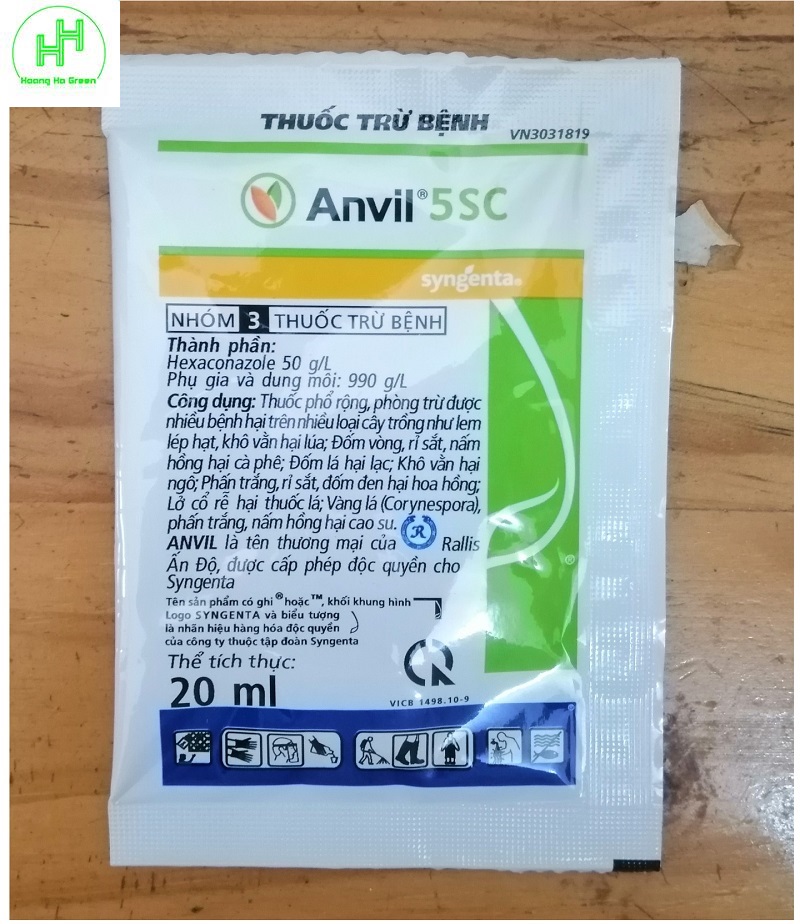 HH
Hoang Ha Green
THUỐC TRỪ BỆNH
VN3031819
Anvil® 5SC
syngenta®
NHÓM 3 THUỐC TRỪ BỆNH
Thành phần:
Hexaconazole 50 g/L
Phụ gia và dung môi: 990 g/L
Công dụng: Thuốc phổ rộng, phòng trừ được
nhiều bệnh hại trên nhiều loại cây trồng như lem
lép hạt, khô vằn hại lúa; Đốm vòng, rỉ sắt, nấm
hồng hại cà phê; Đốm lá hại lạc; Khô vằn hại
ngô; Phấn trắng, rỉ sắt, đốm đen hại hoa hồng;
Lở cổ rễ hại thuốc lá; Vàng lá (Corynespora),
phấn trắng, nấm hồng hại cao su.
ANVIL là tên thương mại của R Rallis
Ấn Độ, được cấp phép độc quyền cho
Syngenta
Tên sản phẩm có ghi ® hoặc ™, khối khung hình
Logo SYNGENTA và biểu tượng
là nhãn hiệu hàng hóa độc quyền
của công ty thuộc tập đoàn Syngenta
Thể tích thực:
20 ml
CR
VICB 1498.10-9